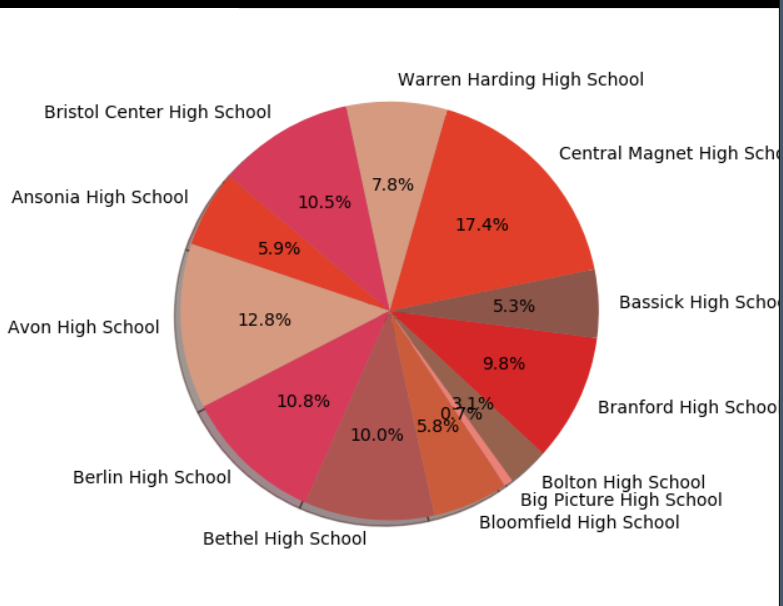 Warren Harding High School
Bristol Center High School
Central Magnet High Scho
7.8%
10.5%
Ansonia High School
17.4%
5.9%
Bassick High Schoo
5.3%
12.8%
Avon High School
9.8%
10.8%
3.1%
Branford High Schoo
0.7%
5.8%
10.0%
Berlin High School
Bolton High School
Big Picture High School
Bloomfield High School
Bethel High School